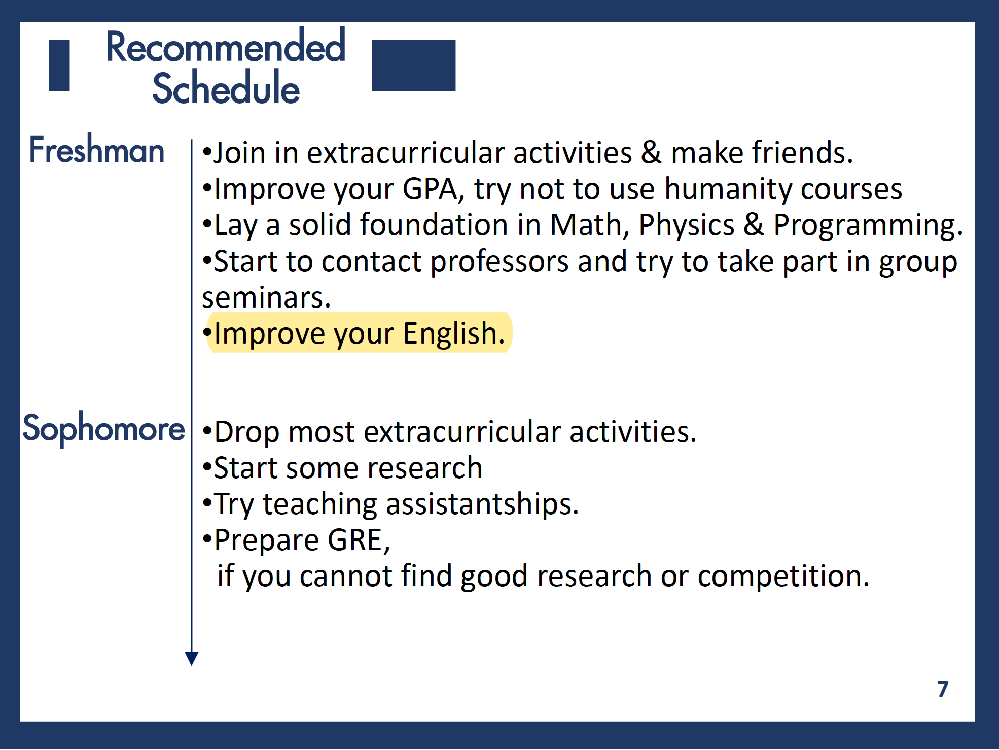 Recommended
Schedule
Freshman
•Join in extracurricular activities & make friends.
•Improve your GPA, try not to use humanity courses
•Lay a solid foundation in Math, Physics & Programming.
•Start to contact professors and try to take part in group
seminars.
•Improve your English.
Sophomore
•Drop most extracurricular activities.
•Start some research
•Try teaching assistantships.
•Prepare GRE,
if you cannot find good research or competition.
7